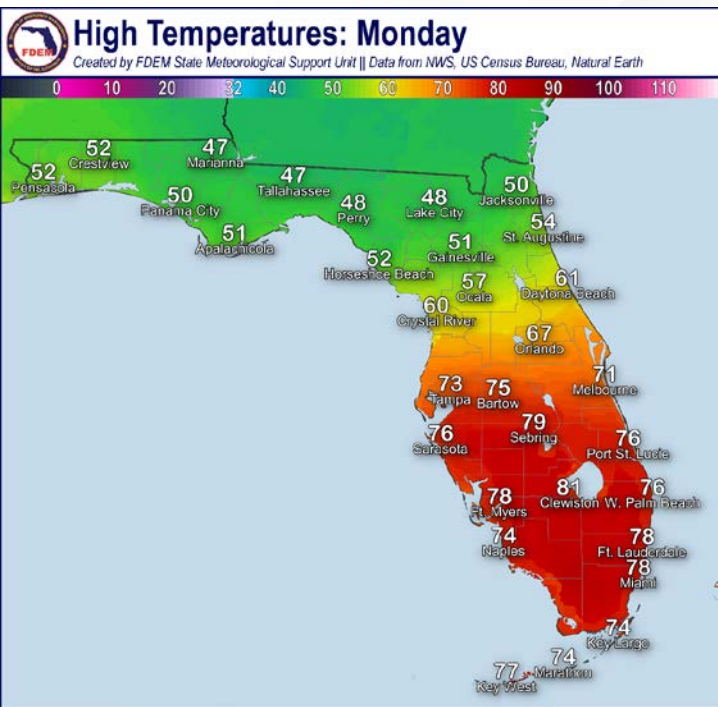 High Temperatures: Monday
Created by FDEM State Meteorological Support Unit || Data from NWS, US Census Bureau, Natural Earth
FDEM
0 10 20 32 40 50 60 70 80 90 100 110
52
Crestview
47
Marianna
52
Pensacola
47
Tallahassee
50
Panama City
48
Perry
48
Lake City
50
Jacksonville
51
Apalachicola
54
St. Augustine
51
Gainesville
52
Horseshoe Beach
57
Ocala
61
Daytona Beach
60
Crystal River
67
Orlando
73
Tampa
75
Bartow
71
Melbourne
79
Sebring
76
Sarasota
76
Port St. Lucie
78
Ft. Myers
81
Clewiston
76
W. Palm Beach
74
Naples
78
Ft. Lauderdale
78
Miami
74
Key Largo
74
Marathon
77
Key West